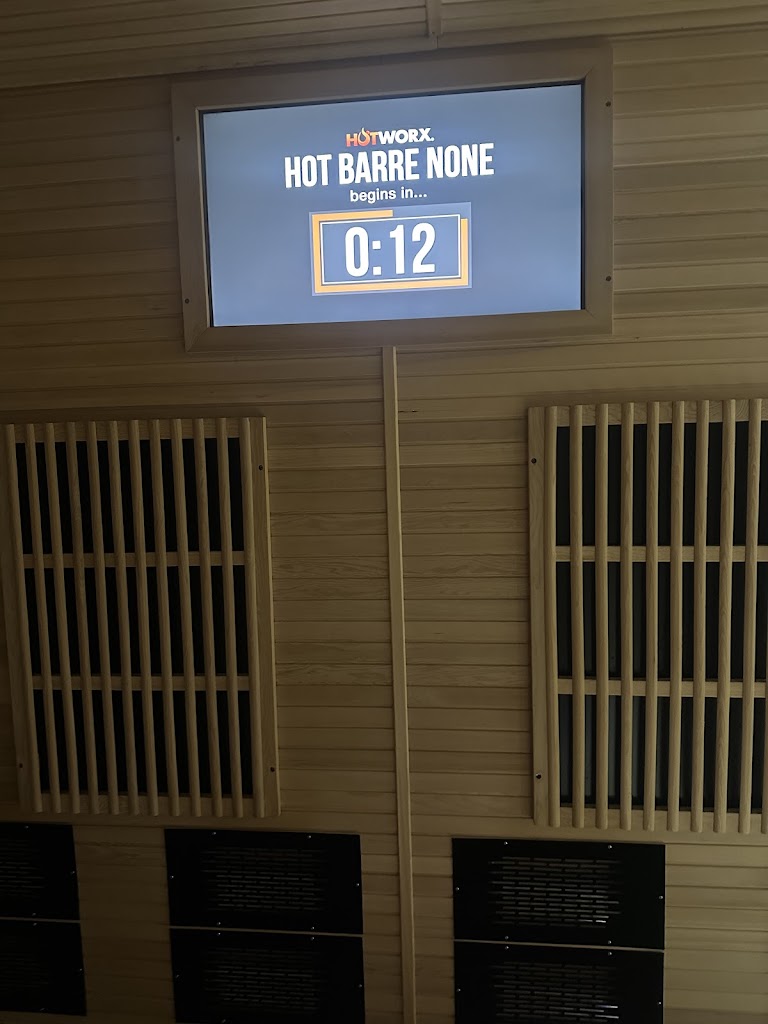 HOTWORX.
HOT BARRE NONE
begins in...
0:12